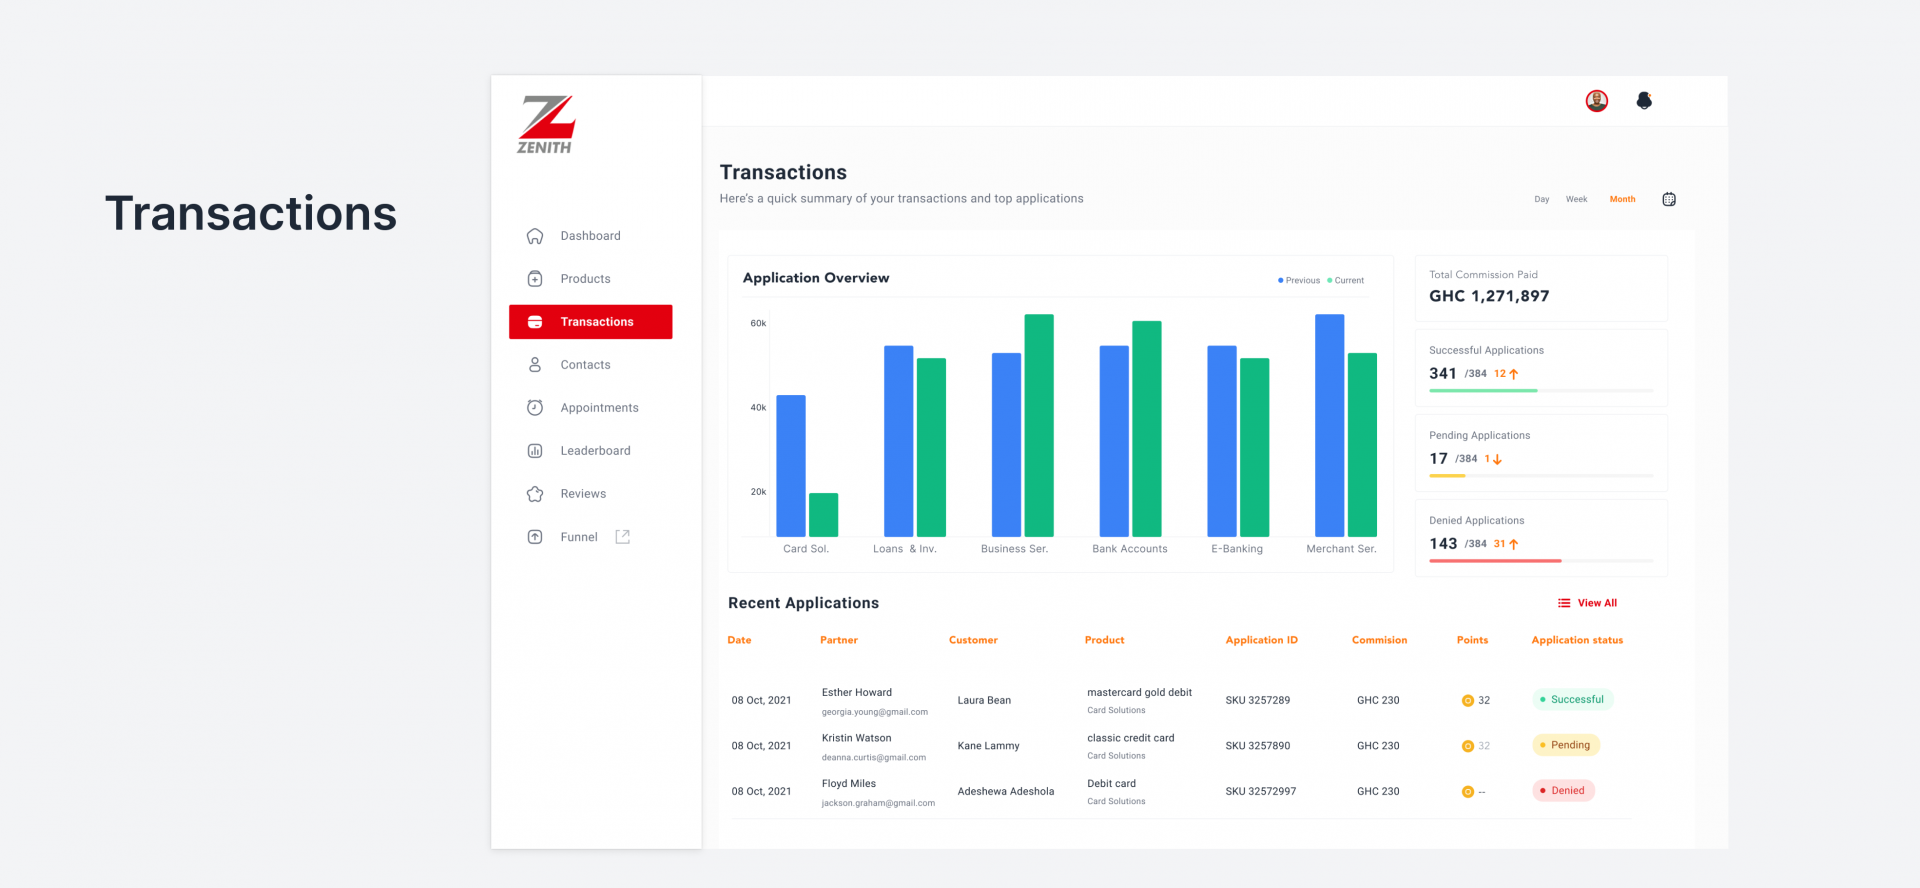 Transactions
ZENITH
Dashboard
Products
Transactions
Contacts
Appointments
Leaderboard
Reviews
Funnel
Transactions
Here's a quick summary of your transactions and top applications
Day Week Month
Application Overview
Previous Current
60k
40k
20k
Card Sol. Loans & Inv. Business Ser. Bank Accounts E-Banking Merchant Ser.
Total Commission Paid
GHC 1,271,897
Successful Applications
341 /384 12
Pending Applications
17 /384 1
Denied Applications
143 /384 31
Recent Applications
View All
Date Partner Customer Product Application ID Commision Points Application status
08 Oct, 2021 Esther Howard Laura Bean mastercard gold debit SKU 3257289 GHC 230 32 Successful
georgia.young@gmail.com Card Solutions
08 Oct, 2021 Kristin Watson Kane Lammy classic credit card SKU 3257890 GHC 230 32 Pending
deanna.curtis@gmail.com Card Solutions
08 Oct, 2021 Floyd Miles Adeshewa Adeshola Debit card SKU 32572997 GHC 230 -- Denied
jackson.graham@gmail.com Card Solutions